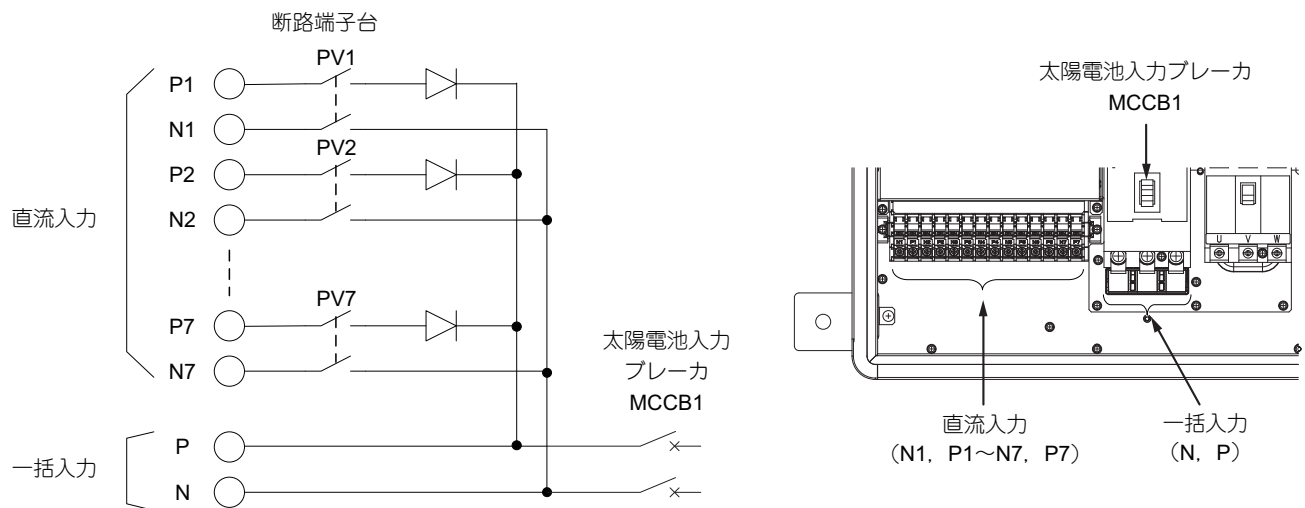 断路端子台
PV1
P1
N1
PV2
P2
N2
直流入力
PV7
P7
N7
太陽電池入力
ブレーカ
MCCB1
P
一括入力
N
太陽電池入力ブレーカ
MCCB1
U V W
直流入力
(N1, P1～N7, P7)
一括入力
(N, P)